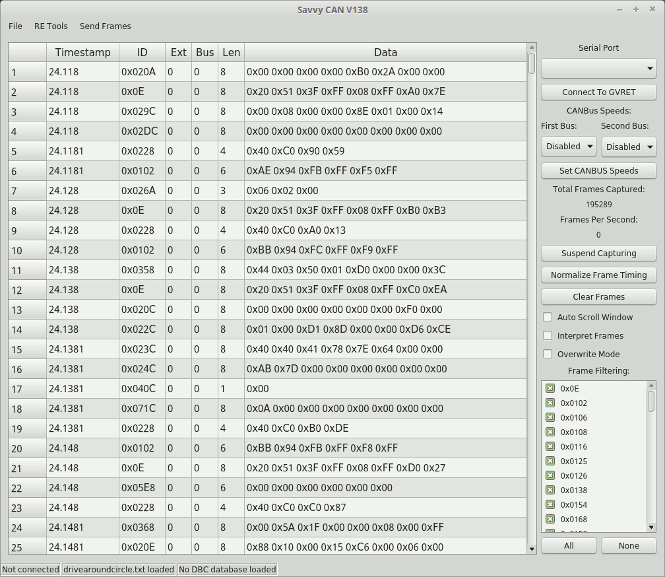 Savvy CAN V138
File RE Tools Send Frames
Timestamp ID Ext Bus Len Data
1 24.118 0x020A 0 0 8 0x00 0x00 0x00 0x00 0xB0 0x2A 0x00 0x00
2 24.118 0x0E 0 0 8 0x20 0x51 0x3F 0xFF 0x08 0xFF 0xA0 0x7E
3 24.118 0x029C 0 0 8 0x00 0x08 0x00 0x00 0x8E 0x01 0x00 0x14
4 24.118 0x02DC 0 0 8 0x00 0x00 0x00 0x00 0x00 0x00 0x00 0x00
5 24.1181 0x0228 0 0 4 0x40 0xC0 0x90 0x59
6 24.1181 0x0102 0 0 6 0xAE 0x94 0xFB 0xFF 0xF5 0xFF
7 24.128 0x026A 0 0 3 0x06 0x02 0x00
8 24.128 0x0E 0 0 8 0x20 0x51 0x3F 0xFF 0x08 0xFF 0xB0 0xB3
9 24.128 0x0228 0 0 4 0x40 0xC0 0xA0 0x13
10 24.128 0x0102 0 0 6 0xBB 0x94 0xFC 0xFF 0xF9 0xFF
11 24.138 0x0358 0 0 8 0x44 0x03 0x50 0x01 0xD0 0x00 0x00 0x3C
12 24.138 0x0E 0 0 8 0x20 0x51 0x3F 0xFF 0x08 0xFF 0xC0 0xEA
13 24.138 0x020C 0 0 8 0x00 0x00 0x00 0x00 0x00 0x00 0xF0 0x00
14 24.138 0x022C 0 0 8 0x01 0x00 0xD1 0x8D 0x00 0x00 0xD6 0xCE
15 24.1381 0x023C 0 0 8 0x40 0x40 0x41 0x78 0x7E 0x64 0x00 0x00
16 24.1381 0x024C 0 0 8 0xAB 0x7D 0x00 0x00 0x00 0x00 0x00 0x00
17 24.1381 0x040C 0 0 1 0x00
18 24.1381 0x071C 0 0 8 0x0A 0x00 0x00 0x00 0x00 0x00 0x00 0x00
19 24.1381 0x0228 0 0 4 0x40 0xC0 0xB0 0xDE
20 24.148 0x0102 0 0 6 0xBB 0x94 0xFB 0xFF 0xF8 0xFF
21 24.148 0x0E 0 0 8 0x20 0x51 0x3F 0xFF 0x08 0xFF 0xD0 0x27
22 24.148 0x05E8 0 0 6 0x00 0x00 0x00 0x00 0x00 0x00
23 24.148 0x0228 0 0 4 0x40 0xC0 0xC0 0x87
24 24.1481 0x0368 0 0 8 0x00 0x5A 0x1F 0x00 0x00 0x08 0x00 0xFF
25 24.1481 0x020E 0 0 8 0x88 0x10 0x00 0x15 0xC6 0x00 0x06 0x00
Serial Port
Connect To GVRET
CANBus Speeds:
First Bus: Second Bus:
Disabled Disabled
Set CANBUS Speeds
Total Frames Captured:
195289
Frames Per Second:
0
Suspend Capturing
Normalize Frame Timing
Clear Frames
Auto Scroll Window
Interpret Frames
Overwrite Mode
Frame Filtering:
0x0E
0x0102
0x0106
0x0108
0x0116
0x0125
0x0126
0x0138
0x0154
0x0168
All None
Not connected drivearoundcircle.txt loaded No DBC database loaded